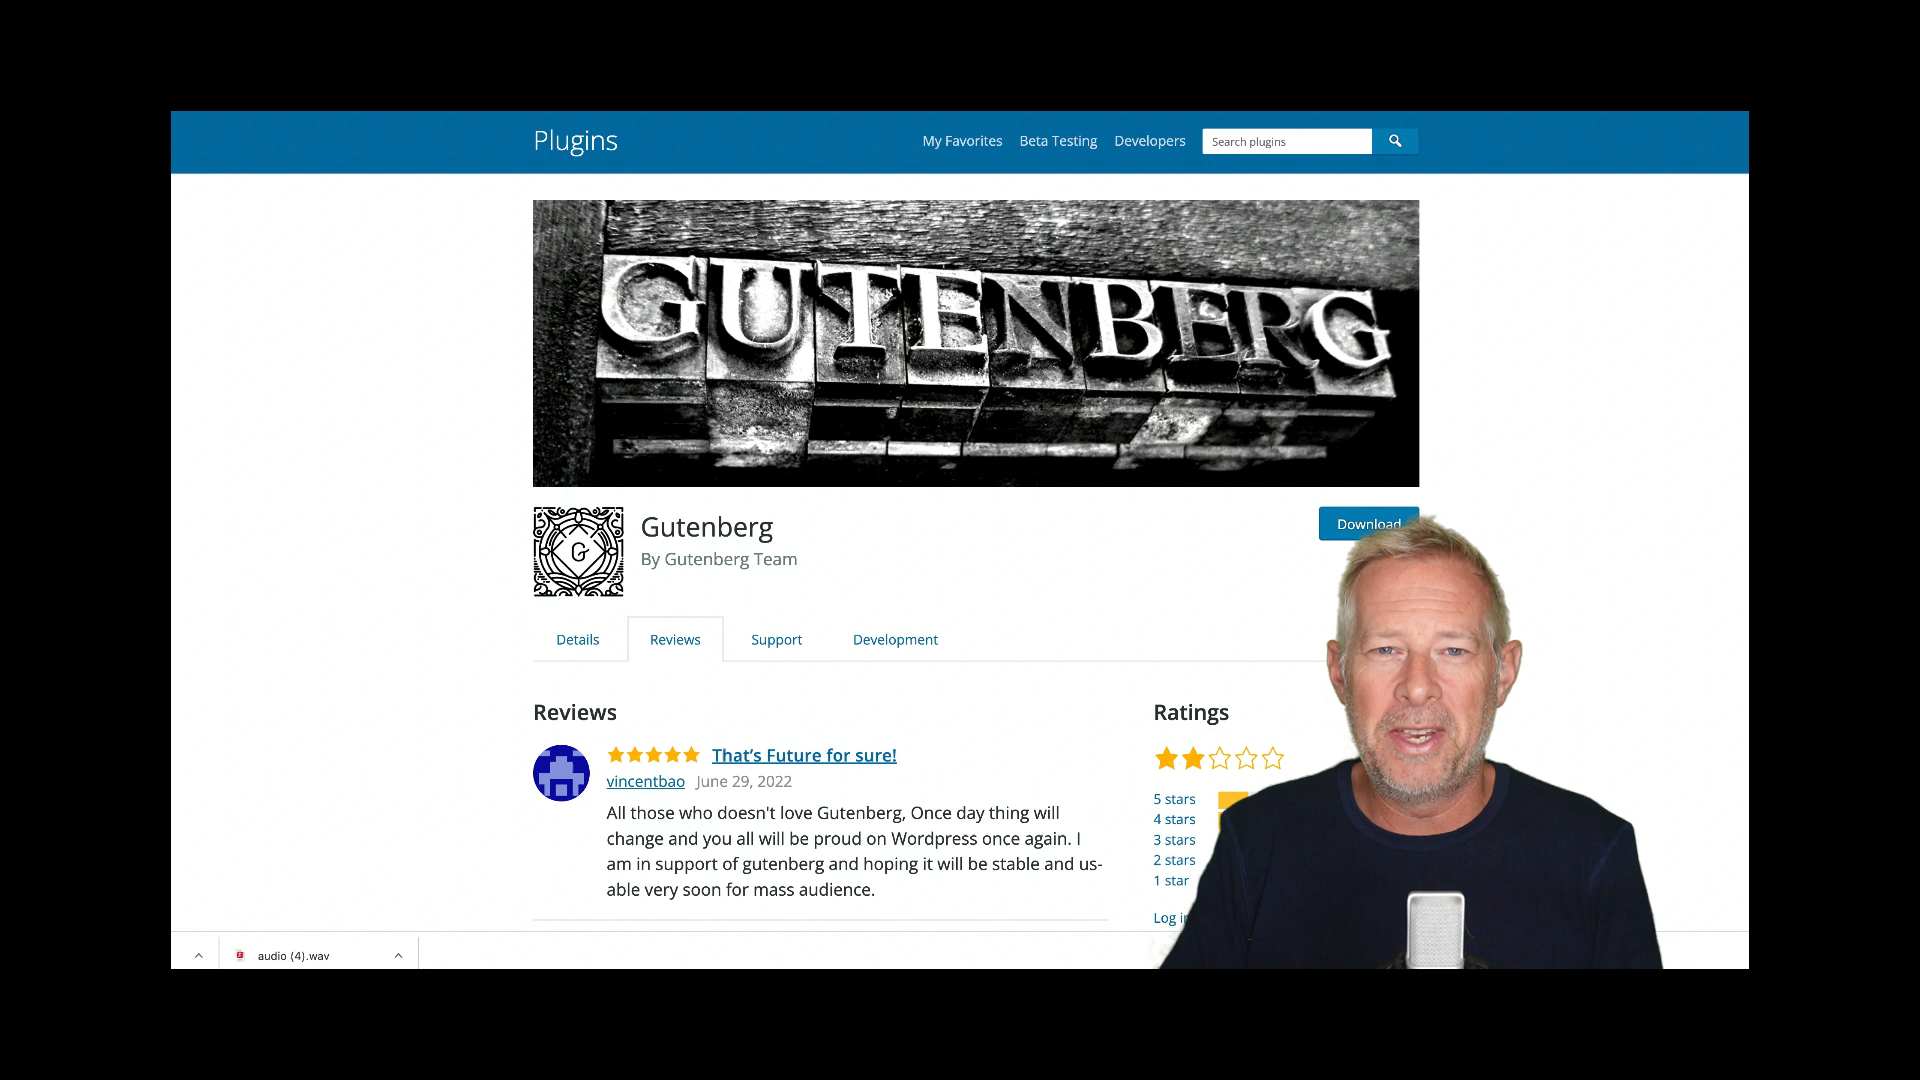 Plugins
My Favorites
Beta Testing
Developers
Search plugins
GUTENBERG
G
Gutenberg
By Gutenberg Team
Download
Details
Reviews
Support
Development
Reviews
That’s Future for sure!
vincentbao June 29, 2022
All those who doesn't love Gutenberg, Once day thing will
change and you all will be proud on Wordpress once again. I
am in support of gutenberg and hoping it will be stable and us-
able very soon for mass audience.
Ratings
5 stars
4 stars
3 stars
2 stars
1 star
Log
audio (4).wav